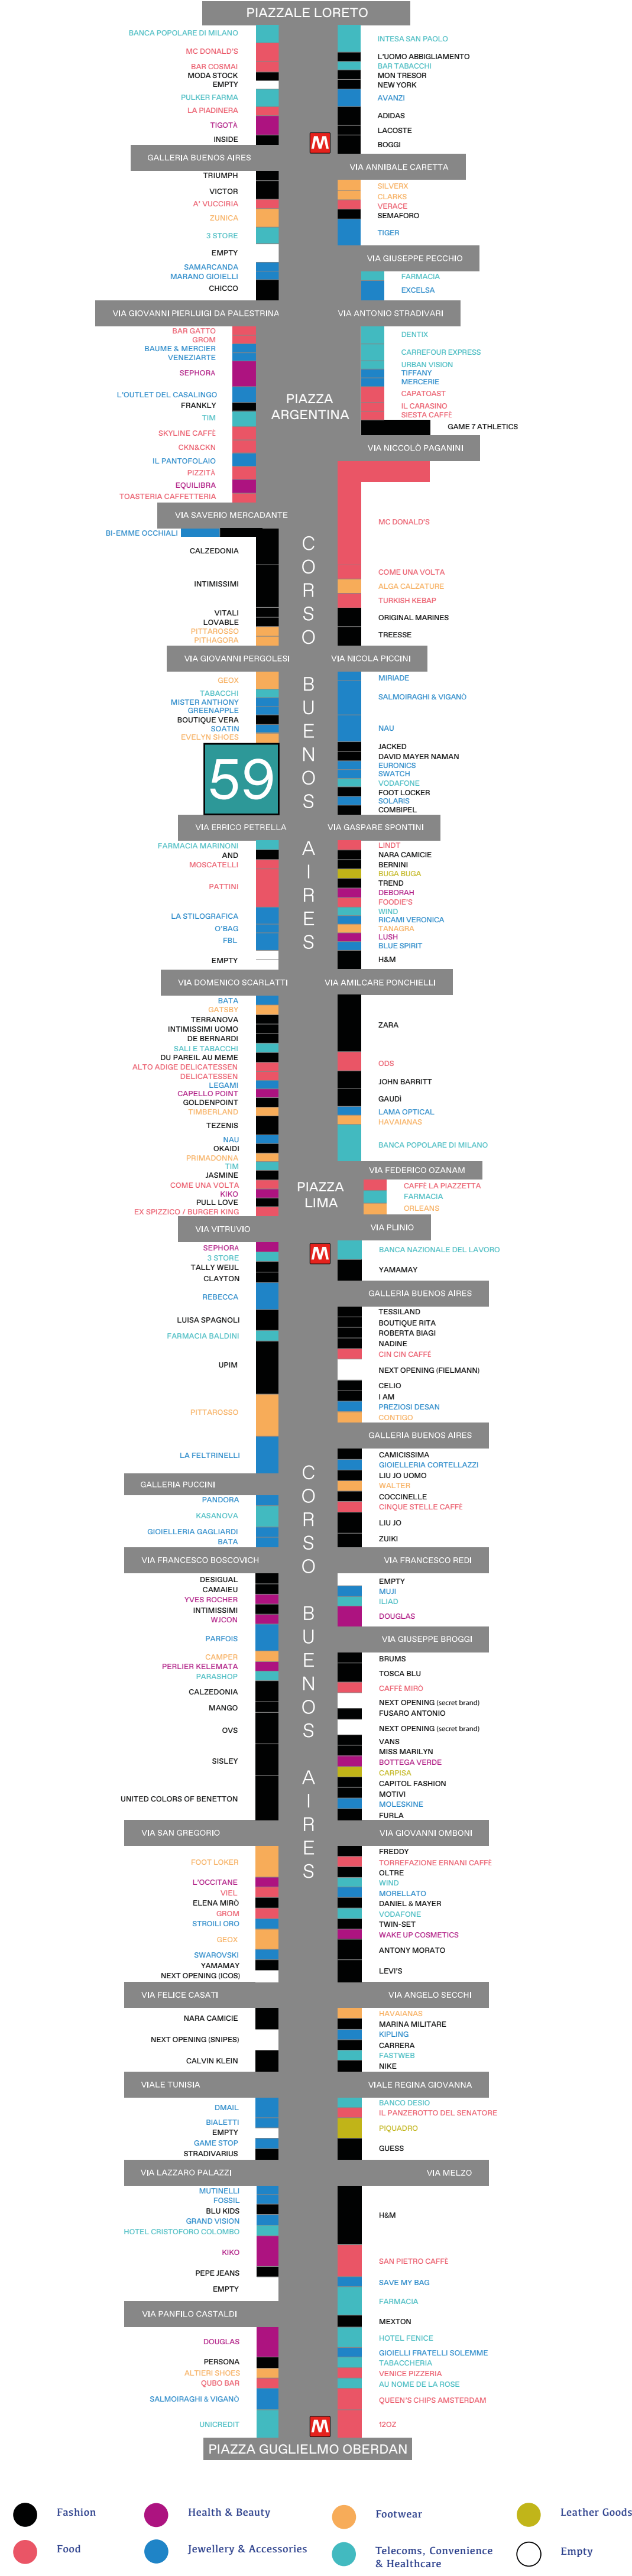 PIAZZALE LORETO
BANCA POPOLARE DI MILANO
MC DONALD'S
BAR COSMAI
MODA STOCK
EMPTY
PULKER FARMA
LA PIADINERA
TIGOTÀ
INSIDE
INTESA SAN PAOLO
L'UOMO ABBIGLIAMENTO
BAR TABACCHI
MON TRESOR
NEW YORK
AVANZI
ADIDAS
LACOSTE
BOGGI
M
GALLERIA BUENOS AIRES
VIA ANNIBALE CARETTA
TRIUMPH
VICTOR
A' VUCCIRIA
ZUNICA
3 STORE
EMPTY
SAMARCANDA
MARANO GIOIELLI
CHICCO
SILVERX
CLARKS
VERACE
SEMAFORO
TIGER
VIA GIUSEPPE PECCHIO
FARMACIA
EXCELSA
VIA GIOVANNI PIERLUIGI DA PALESTRINA
VIA ANTONIO STRADIVARI
BAR GATTO
GROM
BAUME & MERCIER
VENEZIARTE
SEPHORA
L'OUTLET DEL CASALINGO
FRANKLY
TIM
SKYLINE CAFFÈ
CKN&CKN
IL PANTOFOLAIO
PIZZITÀ
EQUILIBRA
TOASTERIA CAFFETTERIA
PIAZZA
ARGENTINA
DENTIX
CARREFOUR EXPRESS
URBAN VISION
TIFFANY
MERCERIE
CAPATOAST
IL CARASINO
SIESTA CAFFÈ
GAME 7 ATHLETICS
VIA NICCOLÒ PAGANINI
VIA SAVERIO MERCADANTE
BI-EMME OCCHIALI
CALZEDONIA
INTIMISSIMI
VITALI
LOVABLE
PITTAROSSO
PITHAGORA
MC DONALD'S
COME UNA VOLTA
ALGA CALZATURE
TURKISH KEBAP
ORIGINAL MARINES
TREESSE
CORSO BUENOS AIRES
VIA GIOVANNI PERGOLESI
VIA NICOLA PICCINI
GEOX
TABACCHI
MISTER ANTHONY
GREENAPPLE
BOUTIQUE VERA
SOATIN
EVELYN SHOES
59
MIRIADE
SALMOIRAGHI & VIGANÒ
NAU
JACKED
DAVID MAYER NAMAN
EURONICS
SWATCH
VODAFONE
FOOT LOCKER
SOLARIS
COMBIPEL
VIA ERRICO PETRELLA
VIA GASPARE SPONTINI
FARMACIA MARINONI
AND
MOSCATELLI
PATTINI
LA STILOGRAFICA
O'BAG
FBL
EMPTY
LINDT
NARA CAMICIE
BERNINI
BUGA BUGA
TREND
DEBORAH
FOODIE'S
WIND
RICAMI VERONICA
TANAGRA
LUSH
BLUE SPIRIT
H&M
VIA DOMENICO SCARLATTI
VIA AMILCARE PONCHIELLI
BATA
GATSBY
TERRANOVA
INTIMISSIMI UOMO
DE BERNARDI
SALI E TABACCHI
DU PAREIL AU MEME
ALTO ADIGE DELICATESSEN
DELICATESSEN
LEGAMI
CAPELLO POINT
GOLDENPOINT
TIMBERLAND
TEZENIS
NAU
OKAIDI
PRIMADONNA
TIM
JASMINE
COME UNA VOLTA
KIKO
PULL LOVE
EX SPIZZICO / BURGER KING
ZARA
ODS
JOHN BARRITT
GAUDÌ
LAMA OPTICAL
HAVAIANAS
BANCA POPOLARE DI MILANO
VIA FEDERICO OZANAM
PIAZZA
LIMA
CAFFÈ LA PIAZZETTA
FARMACIA
ORLEANS
VIA VITRUVIO
VIA PLINIO
SEPHORA
3 STORE
TALLY WEIJL
CLAYTON
REBECCA
LUISA SPAGNOLI
FARMACIA BALDINI
UPIM
PITTAROSSO
LA FELTRINELLI
M
BANCA NAZIONALE DEL LAVORO
YAMAMAY
GALLERIA BUENOS AIRES
TESSILAND
BOUTIQUE RITA
ROBERTA BIAGI
NADINE
CIN CIN CAFFÈ
NEXT OPENING (FIELMANN)
CELIO
I AM
PREZIOSI DESAN
CONTIGO
GALLERIA BUENOS AIRES
CAMICISSIMA
GIOIELLERIA CORTELLAZZI
LIU JO UOMO
WALTER
COCCINELLE
CINQUE STELLE CAFFÈ
LIU JO
ZUIKI
GALLERIA PUCCINI
PANDORA
KASANOVA
GIOIELLERIA GAGLIARDI
BATA
CORSO BUENOS AIRES
VIA FRANCESCO BOSCOVICH
VIA FRANCESCO REDI
DESIGUAL
CAMAIEU
YVES ROCHER
INTIMISSIMI
WJCON
PARFOIS
CAMPER
PERLIER KELEMATA
PARASHOP
CALZEDONIA
MANGO
OVS
SISLEY
UNITED COLORS OF BENETTON
EMPTY
MUJI
ILIAD
DOUGLAS
VIA GIUSEPPE BROGGI
BRUMS
TOSCA BLU
CAFFÈ MIRÒ
NEXT OPENING (secret brand)
FUSARO ANTONIO
NEXT OPENING (secret brand)
VANS
MISS MARILYN
BOTTEGA VERDE
CARPISA
CAPITOL FASHION
MOTIVI
MOLESKINE
FURLA
VIA SAN GREGORIO
VIA GIOVANNI OMBONI
FOOT LOKER
L'OCCITANE
VIEL
ELENA MIRÒ
GROM
STROILI ORO
GEOX
SWAROVSKI
YAMAMAY
NEXT OPENING (ICOS)
FREDDY
TORREFAZIONE ERNANI CAFFÈ
OLTRE
WIND
MORELLATO
DANIEL & MAYER
VODAFONE
TWIN-SET
WAKE UP COSMETICS
ANTONY MORATO
LEVI'S
VIA FELICE CASATI
VIA ANGELO SECCHI
NARA CAMICIE
NEXT OPENING (SNIPES)
CALVIN KLEIN
HAVAIANAS
MARINA MILITARE
KIPLING
CARRERA
FASTWEB
NIKE
VIALE TUNISIA
VIALE REGINA GIOVANNA
DMAIL
BIALETTI
EMPTY
GAME STOP
STRADIVARIUS
BANCO DESIO
IL PANZEROTTO DEL SENATORE
PIQUADRO
GUESS
VIA LAZZARO PALAZZI
VIA MELZO
MUTINELLI
FOSSIL
BLU KIDS
GRAND VISION
HOTEL CRISTOFORO COLOMBO
KIKO
PEPE JEANS
EMPTY
H&M
SAN PIETRO CAFFÈ
SAVE MY BAG
FARMACIA
MEXTON
HOTEL FENICE
GIOIELLI FRATELLI SOLEMME
TABACCHERIA
VENICE PIZZERIA
AU NOME DE LA ROSE
QUEEN'S CHIPS AMSTERDAM
12OZ
VIA PANFILO CASTALDI
DOUGLAS
PERSONA
ALTIERI SHOES
QUBO BAR
SALMOIRAGHI & VIGANÒ
UNICREDIT
M
PIAZZA GUGLIELMO OBERDAN
Fashion
Health & Beauty
Footwear
Leather Goods
Food
Jewellery & Accessories
Telecoms, Convenience
& Healthcare
Empty